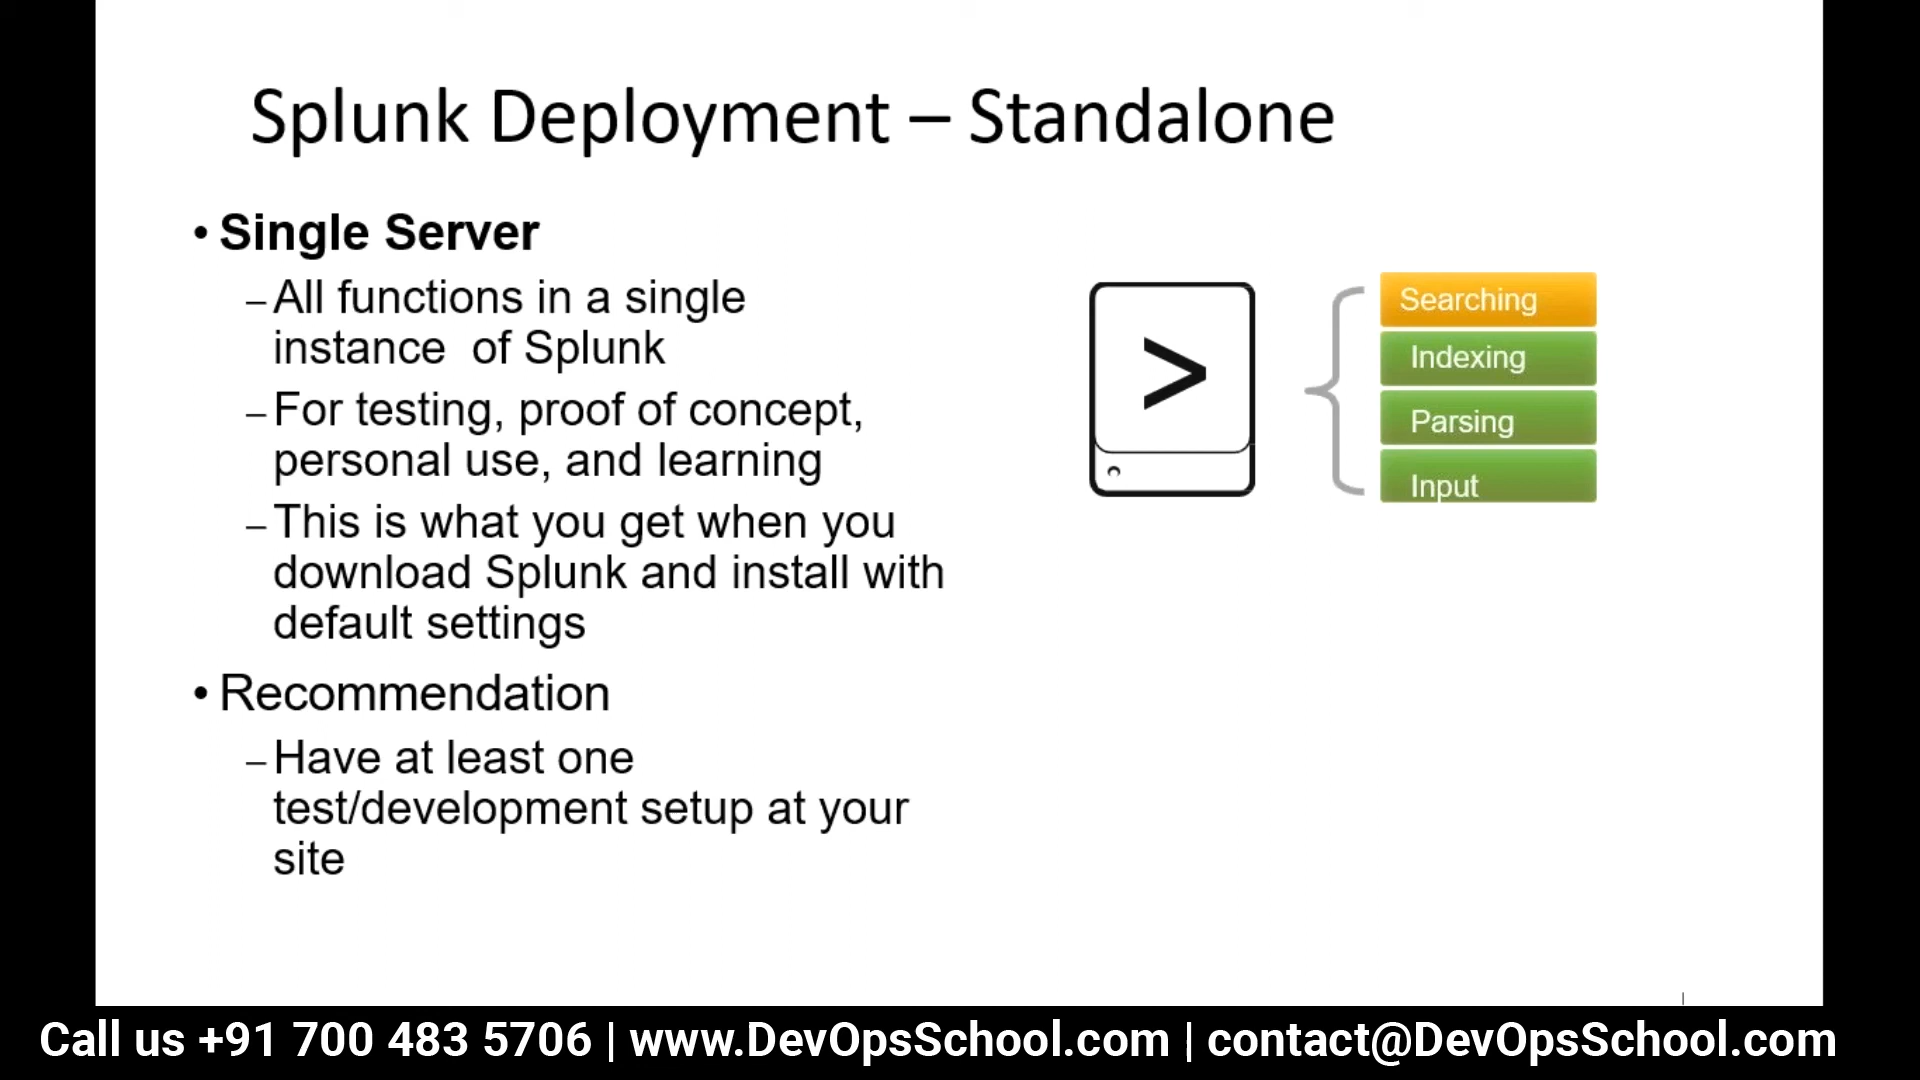 Splunk Deployment – Standalone
• Single Server
– All functions in a single
instance of Splunk
– For testing, proof of concept,
personal use, and learning
– This is what you get when you
download Splunk and install with
default settings
• Recommendation
– Have at least one
test/development setup at your
site
>
Searching
Indexing
Parsing
Input
Call us +91 700 483 5706 | www.DevOpsSchool.com | contact@DevOpsSchool.com